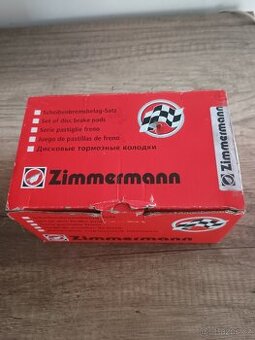 Scheibenbremsbelag-Satz
Set of disc brake pads
Serie pastiglie freno
Juego de pastillas de freno
Дисковые тормозные колодки
Zimmermann
Zimmermann
Zimmermann